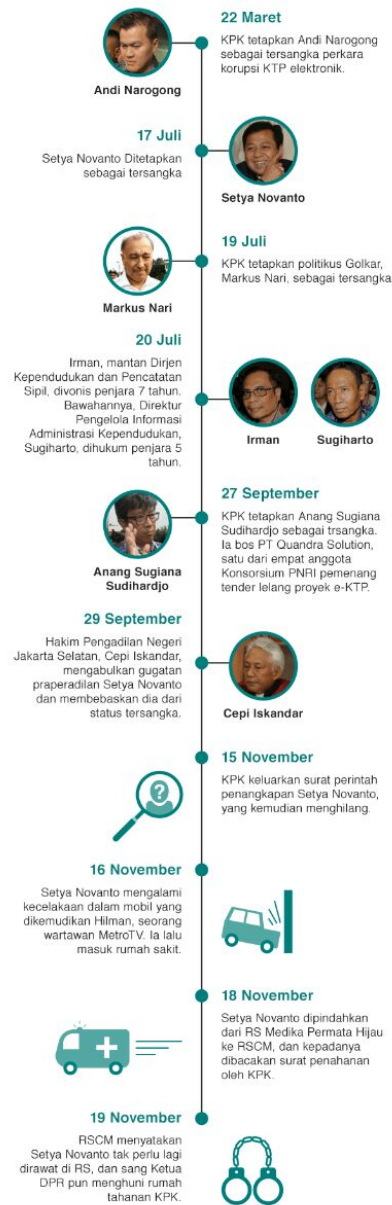 22 Maret
KPK tetapkan Andi Narogong
sebagai tersangka perkara
korupsi KTP elektronik.
Andi Narogong
17 Juli
Setya Novanto Ditetapkan
sebagai tersangka
Setya Novanto
19 Juli
KPK tetapkan politikus Golkar,
Markus Nari, sebagai tersangka
Markus Nari
20 Juli
Irman, mantan Dirjen
Kependudukan dan Pencatatan
Sipil, divonis penjara 7 tahun.
Bawahannya, Direktur
Pengelola Informasi
Administrasi Kependudukan,
Sugiharto, dihukum penjara 5
tahun.
Irman
Sugiharto
27 September
KPK tetapkan Anang Sugiana
Sudihardjo sebagai trsangka.
Ia bos PT Quandra Solution,
satu dari empat anggota
Konsorsium PNRI pemenang
tender lelang proyek e-KTP.
Anang Sugiana
Sudihardjo
29 September
Hakim Pengadilan Negeri
Jakarta Selatan, Cepi Iskandar,
mengabulkan gugatan
praperadilan Setya Novanto
dan membebaskan dia dari
status tersangka.
Cepi Iskandar
15 November
KPK keluarkan surat perintah
penangkapan Setya Novanto,
yang kemudian menghilang.
16 November
Setya Novanto mengalami
kecelakaan dalam mobil yang
dikemudikan Hilman, seorang
wartawan MetroTV. Ia lalu
masuk rumah sakit.
18 November
Setya Novanto dipindahkan
dari RS Medika Permata Hijau
ke RSCM, dan kepadanya
dibacakan surat penahanan
oleh KPK.
19 November
RSCM menyatakan
Setya Novanto tak perlu lagi
dirawat di RS, dan sang Ketua
DPR pun menghuni rumah
tahanan KPK.